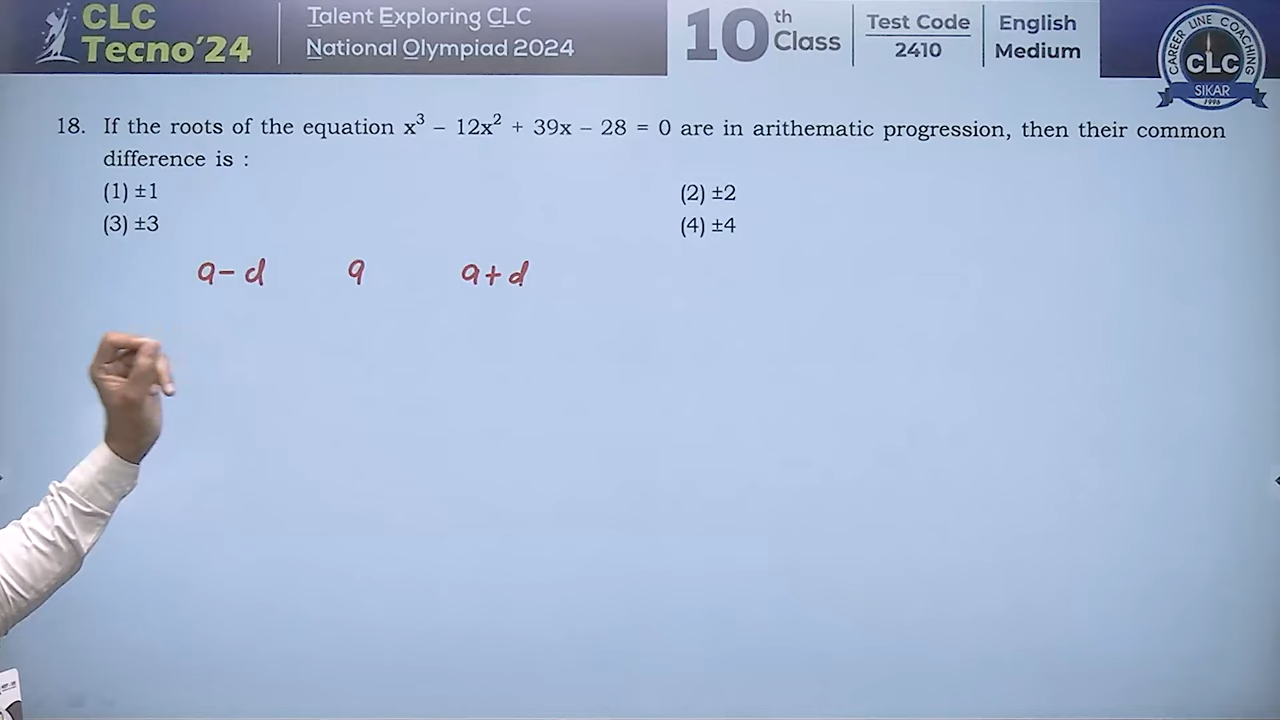 CLC
Tecno'24
Talent Exploring CLC
National Olympiad 2024
10th Class
Test Code
2410
English
Medium
CAREER LINE COACHING
CLC
SIKAR
1996
18. If the roots of the equation x³ – 12x² + 39x – 28 = 0 are in arithematic progression, then their common
difference is :
(1) ±1 (2) ±2
(3) ±3 (4) ±4
a- d a a+d